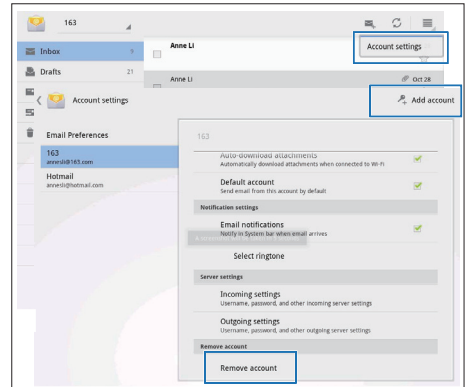 163
Inbox
Anne Li
Account settings
Drafts 21
Anne Li
Oct 28
Account settings
Add account
Email Preferences
163
annesli@163.com
Hotmail
annesli@hotmail.com
163
Auto-download attachments
Automatically download attachments when connected to Wi-Fi
Default account
Send email from this account by default
Notification settings
Email notifications
Notify in System bar when email arrives
Select ringtone
Server settings
Incoming settings
Username, password, and other incoming server settings
Outgoing settings
Username, password, and other outgoing server settings
Remove account
Remove account